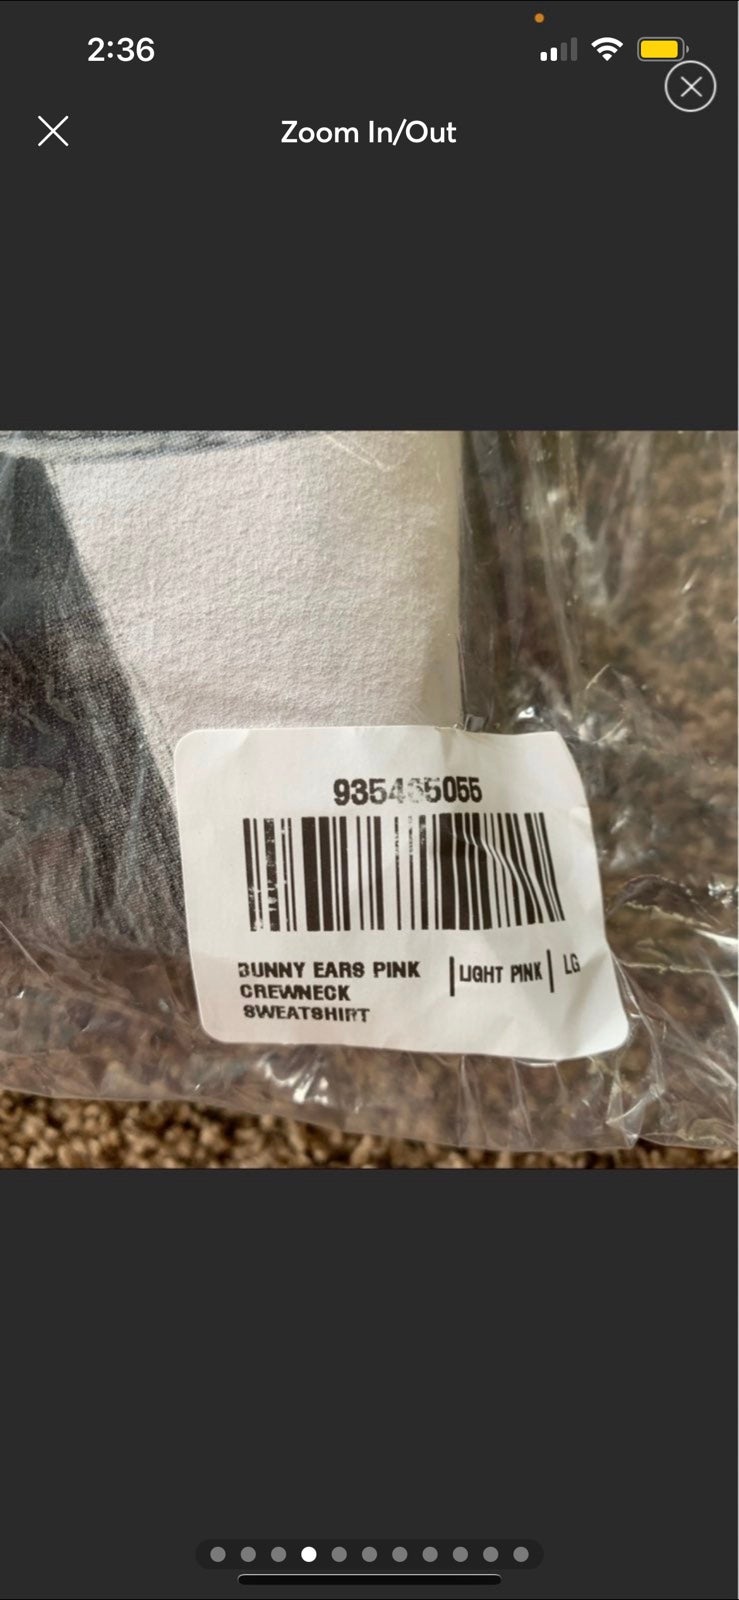 2:36
Zoom In/Out
935465055
BUNNY EARS PINK | LIGHT PINK | LG
CREWNECK
SWEATSHIRT